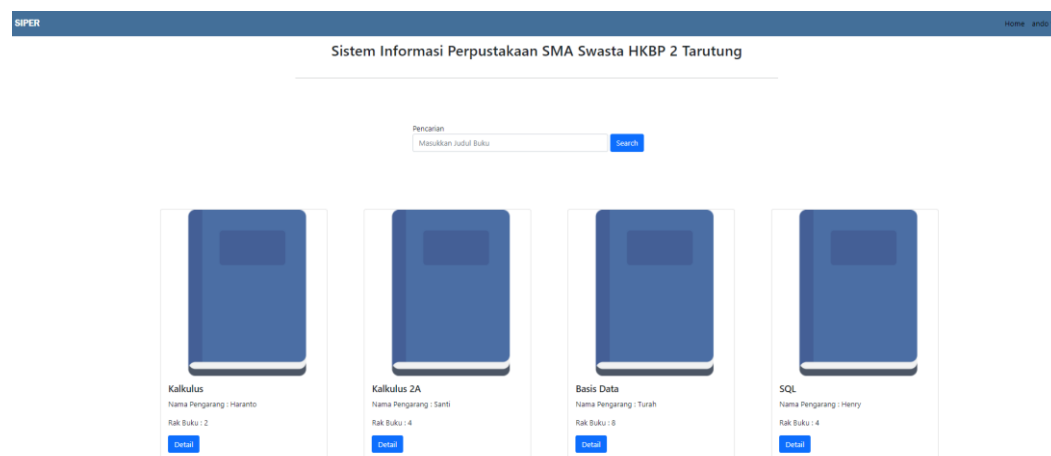 SIPER
Home ando
Sistem Informasi Perpustakaan SMA Swasta HKBP 2 Tarutung
Pencarian
Masukkan Judul Buku
Search
Kalkulus
Nama Pengarang : Haranto
Rak Buku : 2
Detail
Kalkulus 2A
Nama Pengarang : Santi
Rak Buku : 4
Detail
Basis Data
Nama Pengarang : Turah
Rak Buku : 6
Detail
SQL
Nama Pengarang : Henry
Rak Buku : 4
Detail